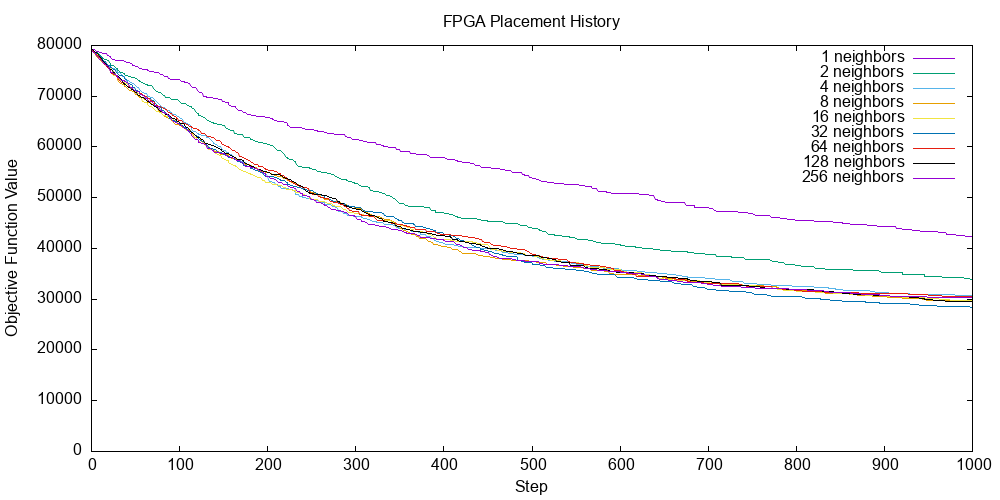 FPGA Placement History
80000
70000
60000
50000
40000
30000
20000
10000
0
Objective Function Value
1 neighbors
2 neighbors
4 neighbors
8 neighbors
16 neighbors
32 neighbors
64 neighbors
128 neighbors
256 neighbors
0 100 200 300 400 500 600 700 800 900 1000
Step